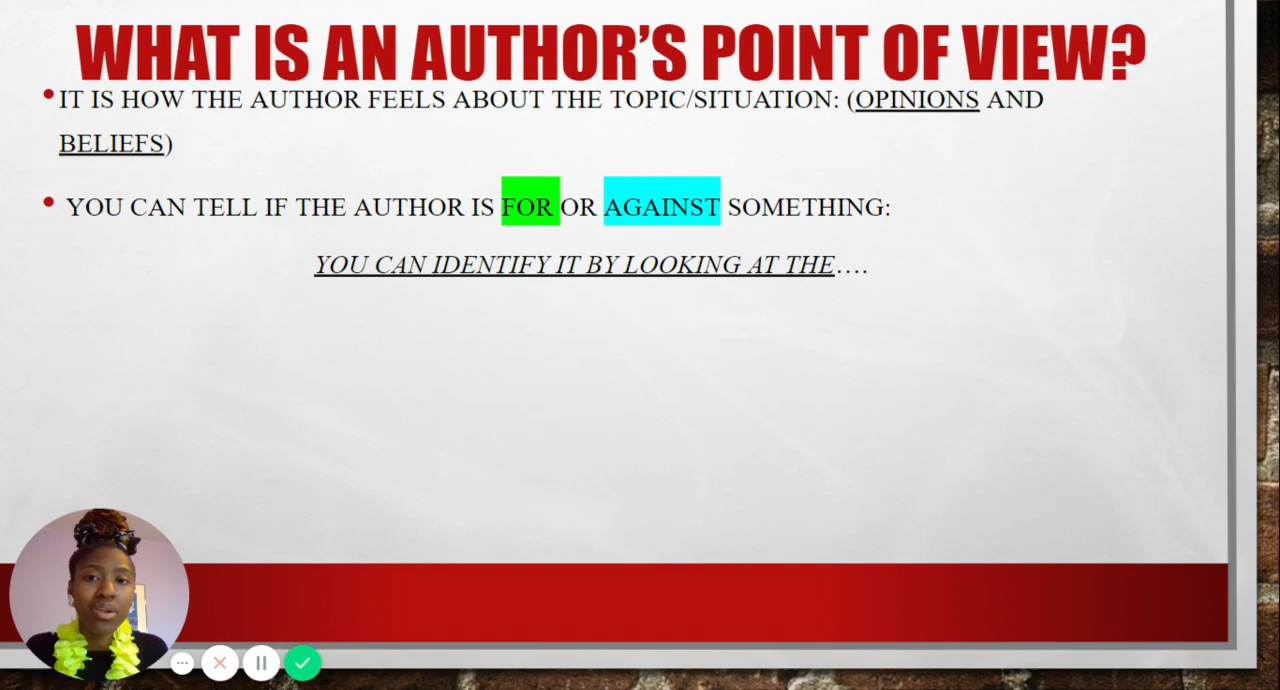 WHAT IS AN AUTHOR’S POINT OF VIEW?
•IT IS HOW THE AUTHOR FEELS ABOUT THE TOPIC/SITUATION: (OPINIONS AND
BELIEFS)
• YOU CAN TELL IF THE AUTHOR IS FOR OR AGAINST SOMETHING:
YOU CAN IDENTIFY IT BY LOOKING AT THE….